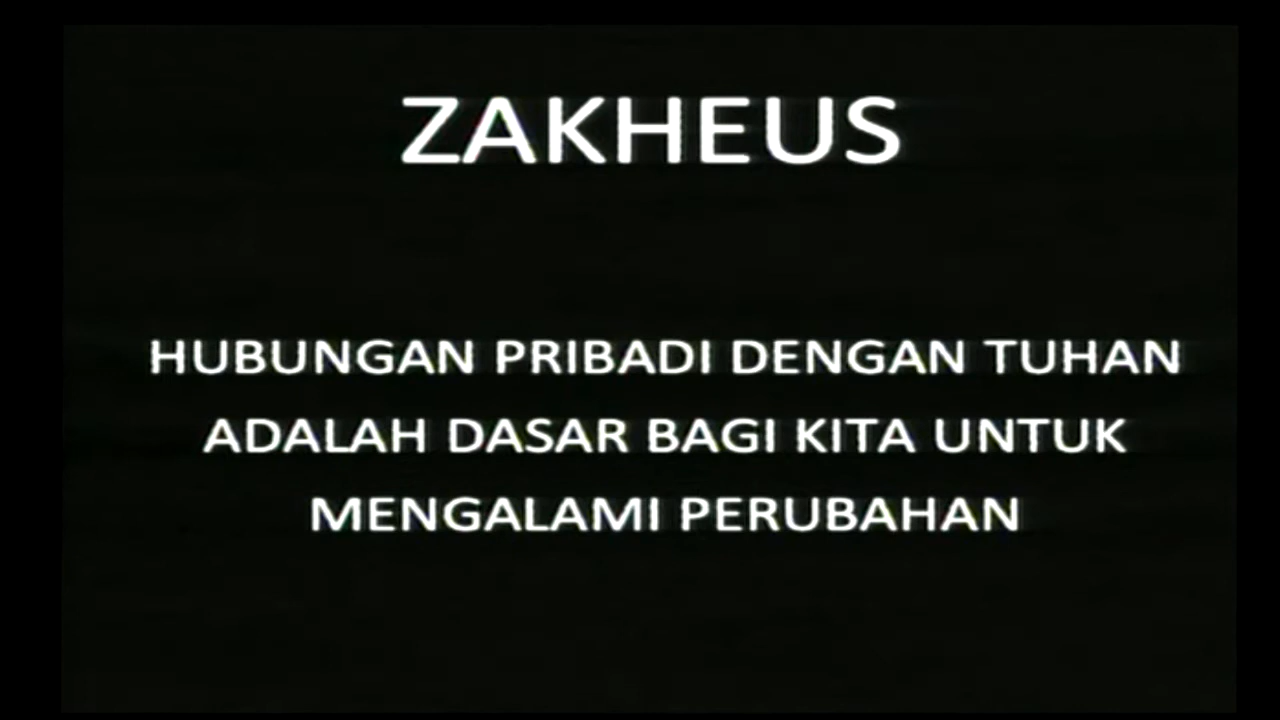 ZAKHEUS
HUBUNGAN PRIBADI DENGAN TUHAN
ADALAH DASAR BAGI KITA UNTUK
MENGALAMI PERUBAHAN